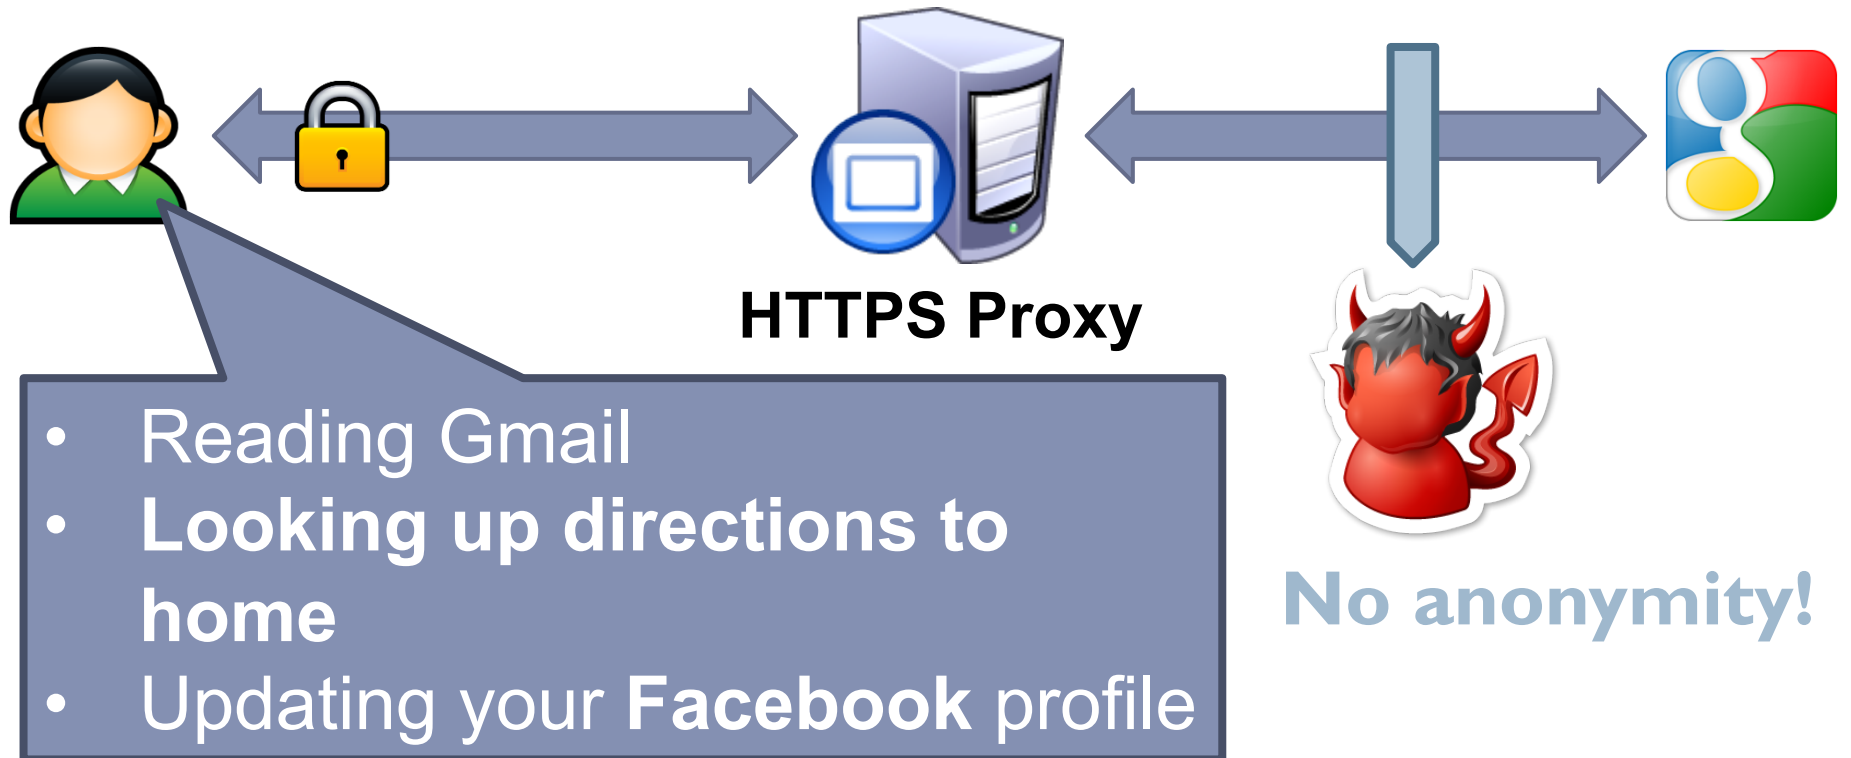 HTTPS Proxy
• Reading Gmail
• Looking up directions to
home
• Updating your Facebook profile
No anonymity!